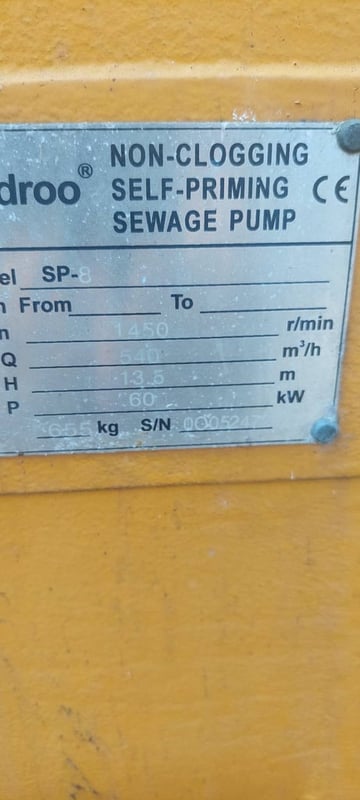 droo® NON-CLOGGING
SELF-PRIMING CE
SEWAGE PUMP
el SP-8
n From To
n 1450 r/min
Q 540 m³/h
H 13.5 m
P 60 kW
655 kg S/N 0005247